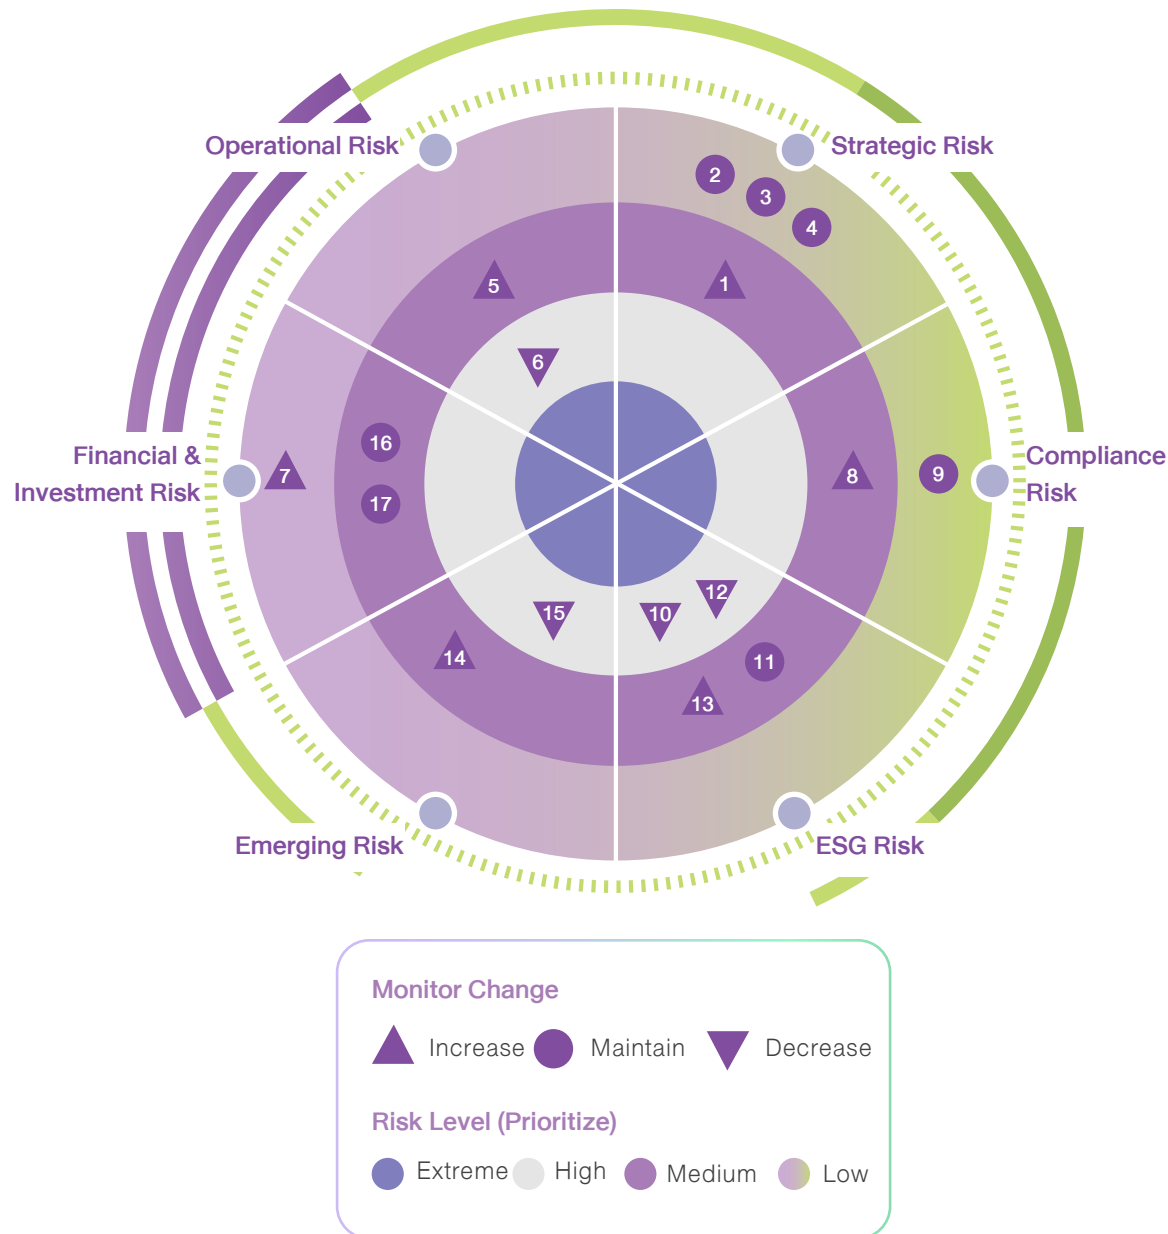 Operational Risk
Strategic Risk
2
3
4
5
1
6
Financial &
Investment Risk
7
16
17
8
9
Compliance
Risk
15
10
12
14
11
13
Emerging Risk
ESG Risk
Monitor Change
Increase
Maintain
Decrease
Risk Level (Prioritize)
Extreme
High
Medium
Low